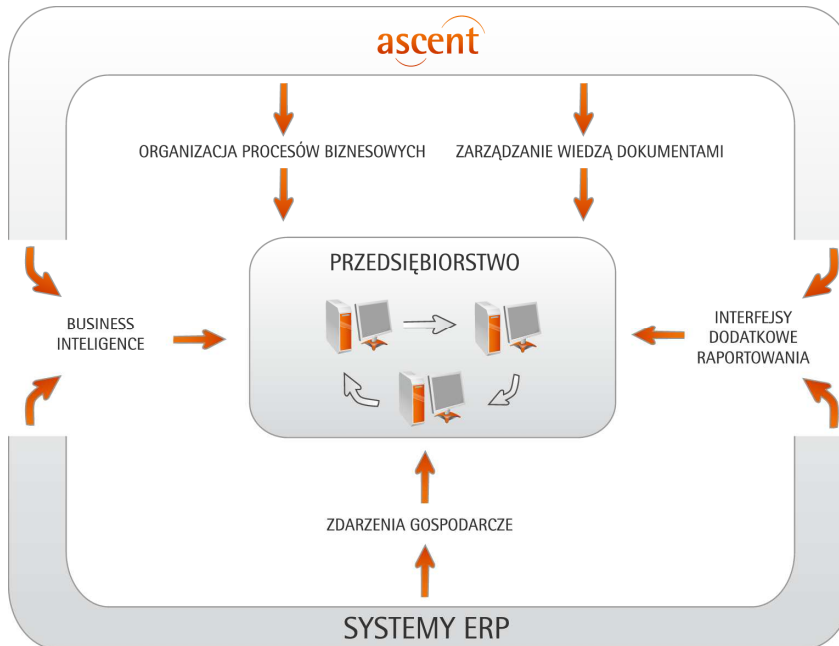 ascent
ORGANIZACJA PROCESÓW BIZNESOWYCH
ZARZĄDZANIE WIEDZĄ DOKUMENTAMI
PRZEDSIĘBIORSTWO
BUSINESS
INTELIGENCE
INTERFEJSY
DODATKOWE
RAPORTOWANIA
ZDARZENIA GOSPODARCZE
SYSTEMY ERP